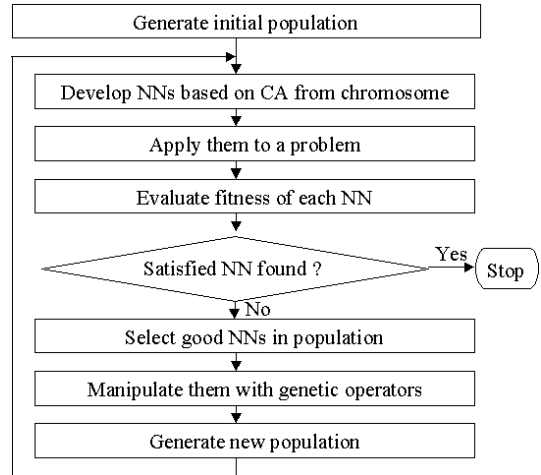 Generate initial population
Develop NNs based on CA from chromosome
Apply them to a problem
Evaluate fitness of each NN
Satisfied NN found ?
Yes
Stop
No
Select good NNs in population
Manipulate them with genetic operators
Generate new population